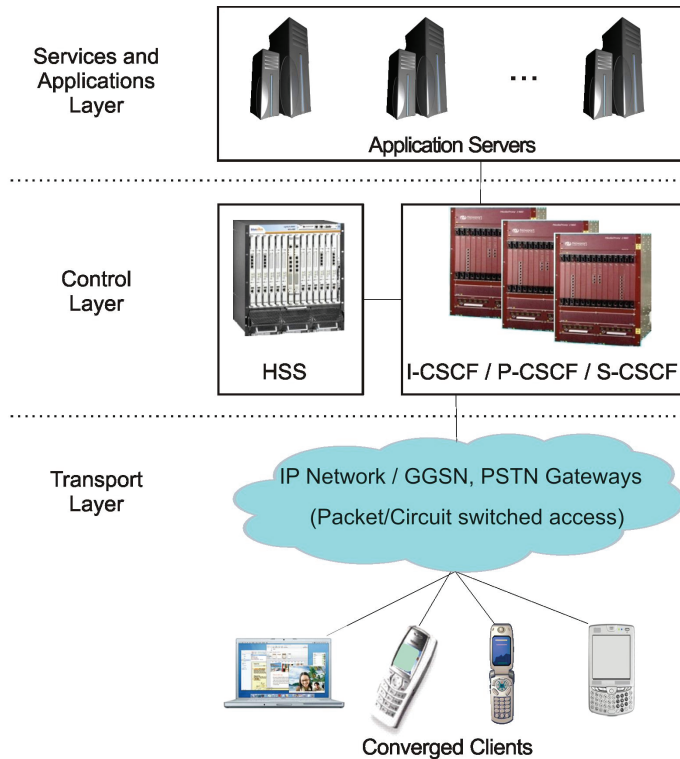 Services and
Applications
Layer
...
Application Servers
Control
Layer
HSS
I-CSCF / P-CSCF / S-CSCF
Transport
Layer
IP Network / GGSN, PSTN Gateways
(Packet/Circuit switched access)
Converged Clients